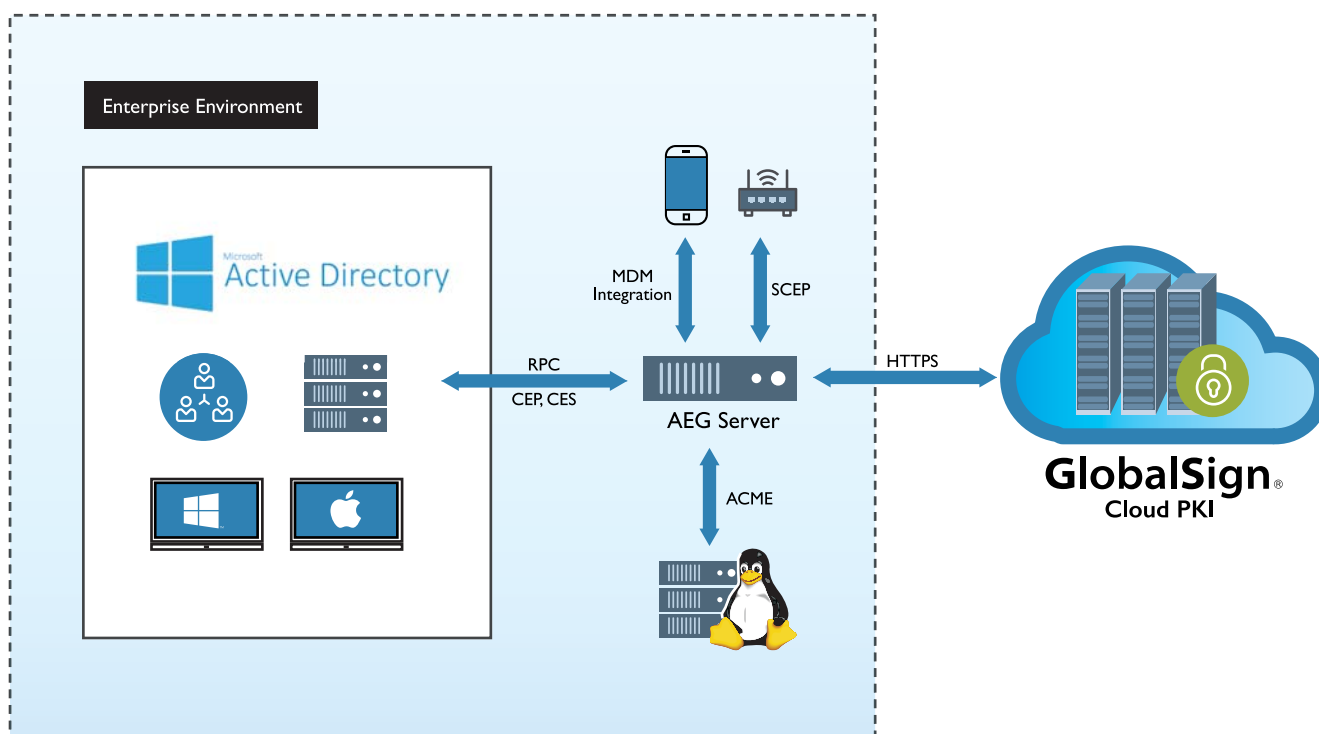 Enterprise Environment
Microsoft
Active Directory
MDM
Integration
SCEP
RPC
CEP, CES
HTTPS
AEG Server
ACME
GlobalSign®
Cloud PKI